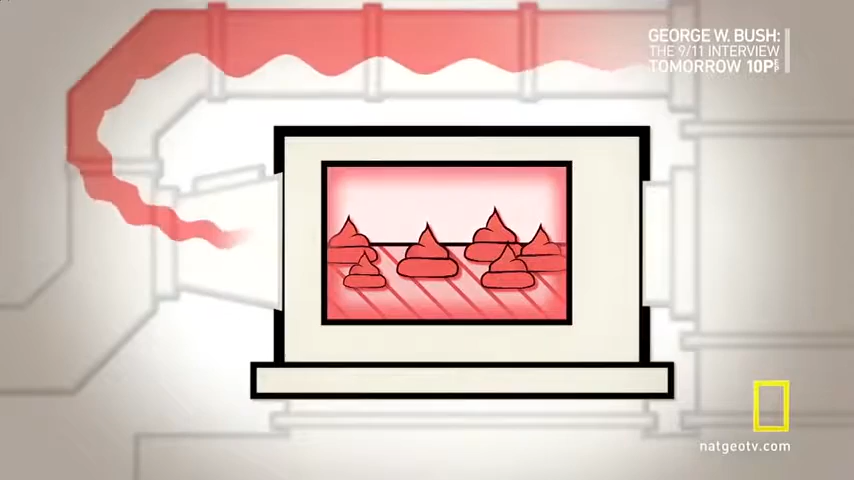 GEORGE W. BUSH:
THE 9/11 INTERVIEW
TOMORROW 10P
natgeotv.com